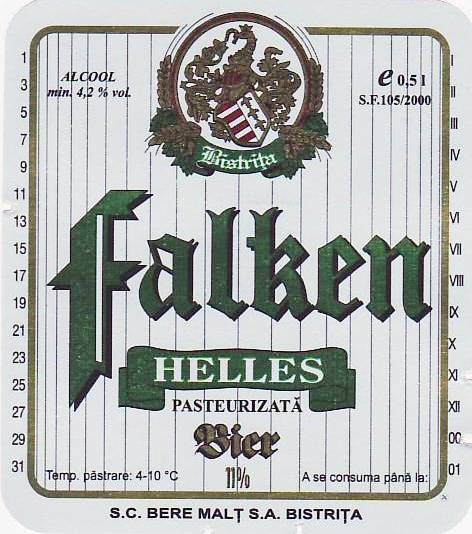 ALCOOL
min. 4,2 % vol.
e 0,5 l
S.F.105/2000
Bistrița
Falken
HELLES
PASTEURIZATĂ
Bier
11%
Temp. păstrare: 4-10 °C
A se consuma până la:
S.C. BERE MALȚ S.A. BISTRIȚA
1
3
5
7
9
11
13
15
17
19
21
23
25
27
29
31
I
II
III
IV
V
VI
VII
VIII
IX
X
XI
XII
00
01